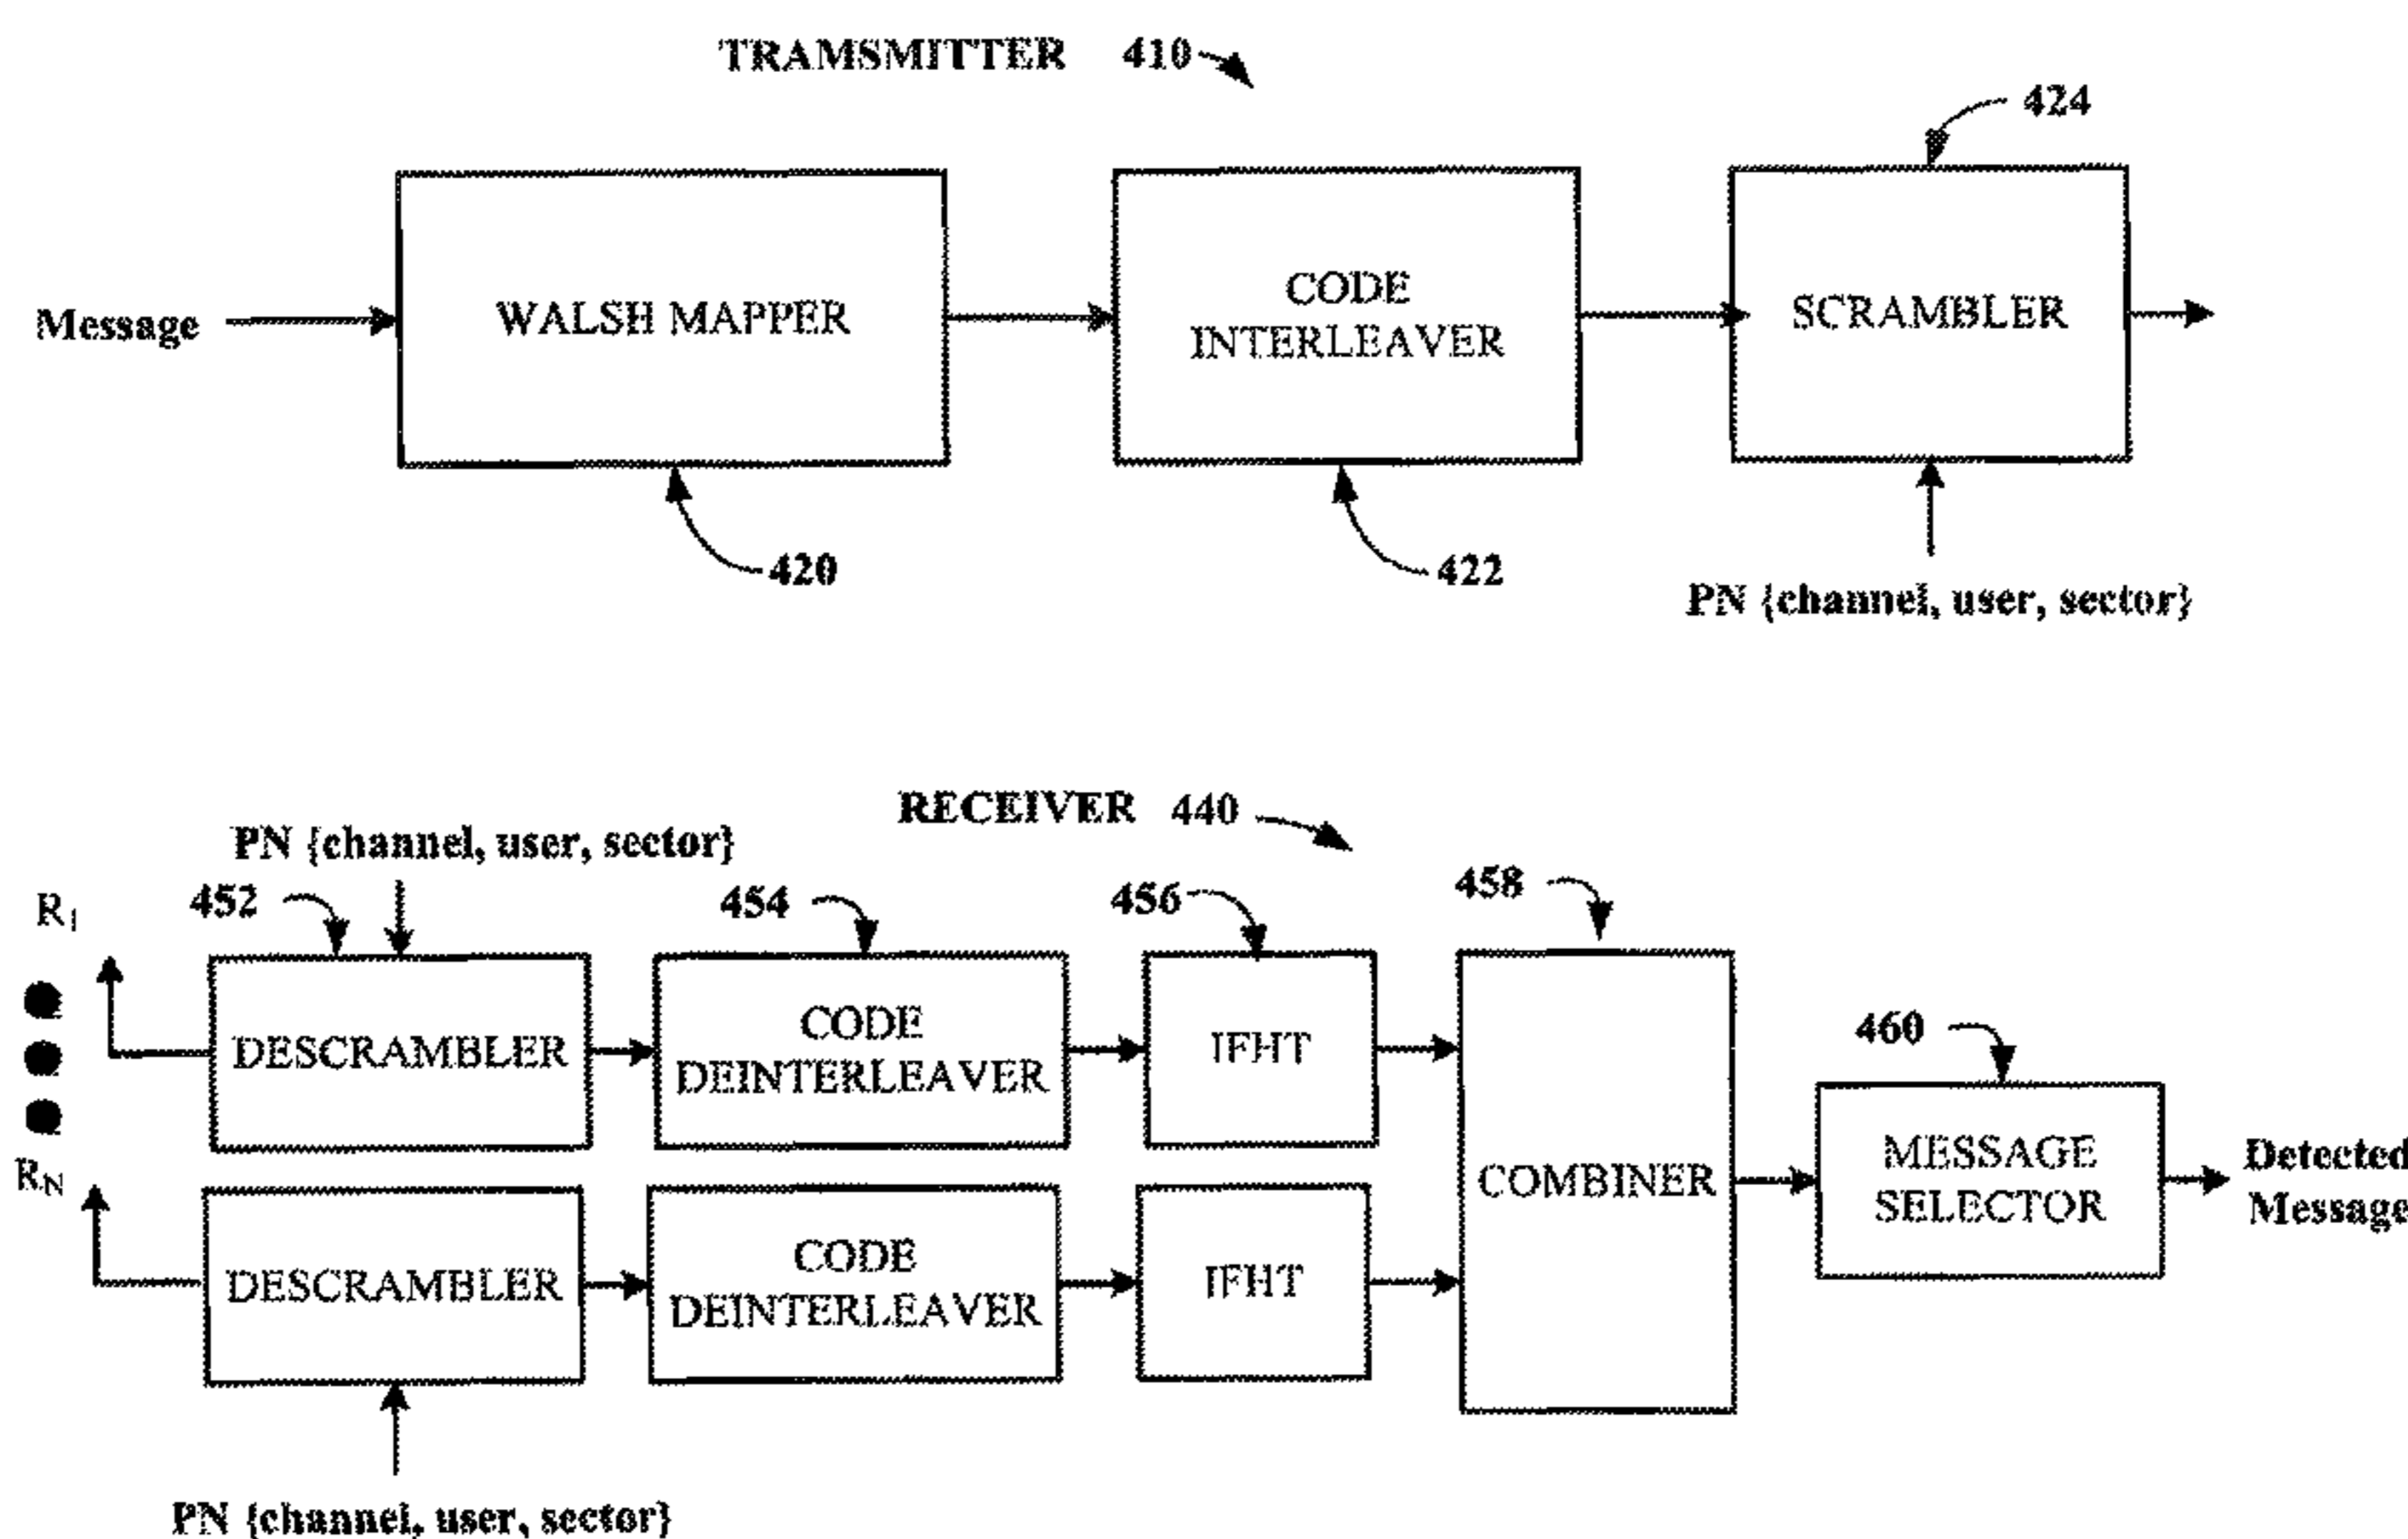 TRAMSMITTER 410
424
Message
WALSH MAPPER
CODE
INTERLEAVER
SCRAMBLER
420
422
PN {channel, user, sector}
RECEIVER 440
PN {channel, user, sector}
R1
452
454
456
458
DESCRAMBLER
CODE
DEINTERLEAVER
IFHT
460
COMBINER
MESSAGE
SELECTOR
Detected
Message
RN
DESCRAMBLER
CODE
DEINTERLEAVER
IFHT
PN {channel, user, sector}